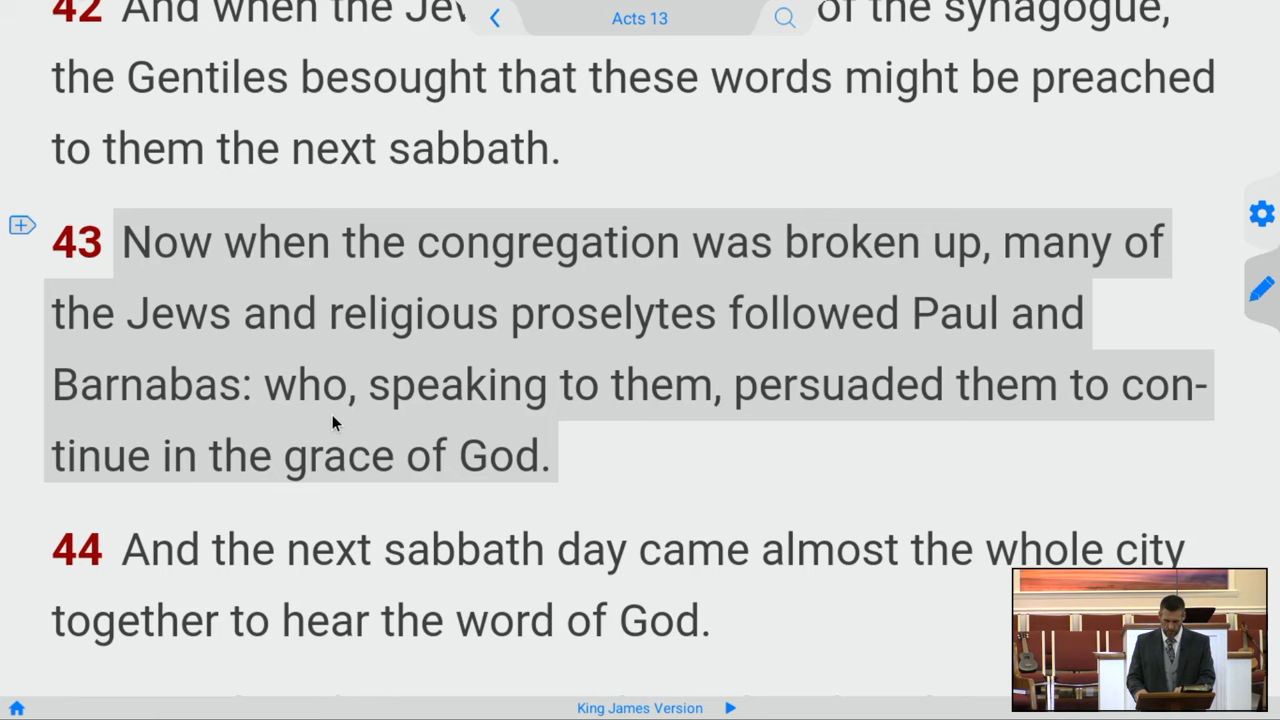 Acts 13
42 And when the Je of the synagogue,
the Gentiles besought that these words might be preached
to them the next sabbath.
43 Now when the congregation was broken up, many of
the Jews and religious proselytes followed Paul and
Barnabas: who, speaking to them, persuaded them to con-
tinue in the grace of God.
44 And the next sabbath day came almost the whole city
together to hear the word of God.
King James Version